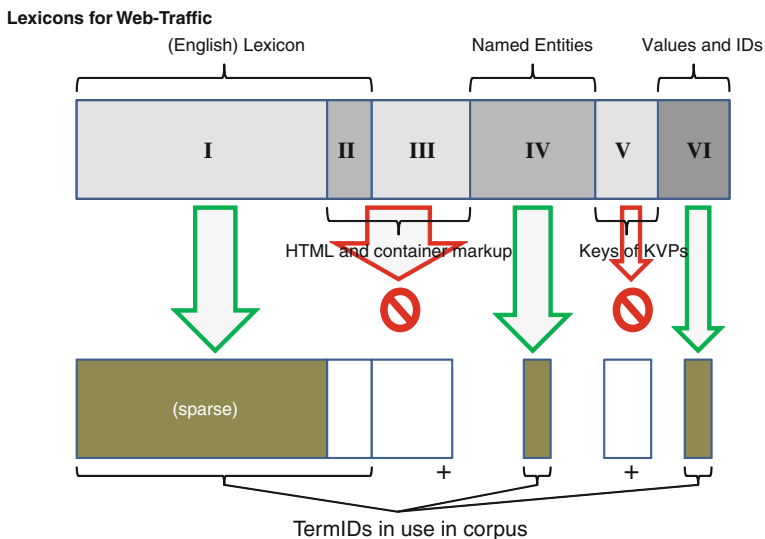 Lexicons for Web-Traffic
(English) Lexicon
Named Entities
Values and IDs
I
II
III
IV
V
VI
HTML and container markup
Keys of KVPs
(sparse)
+
+
TermIDs in use in corpus